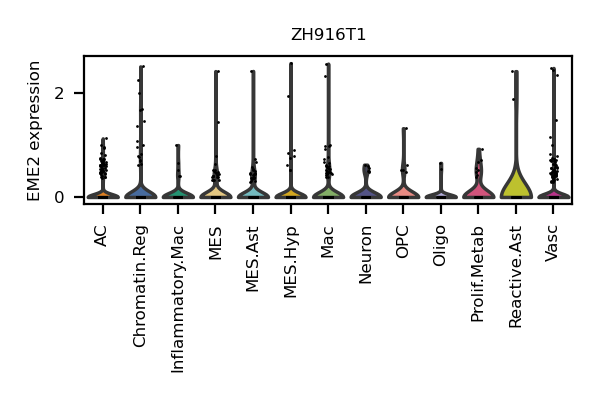 ZH916T1
EME2 expression
2
0
AC
Chromatin.Reg
Inflammatory.Mac
MES
MES.Ast
MES.Hyp
Mac
Neuron
OPC
Oligo
Prolif.Metab
Reactive.Ast
Vasc